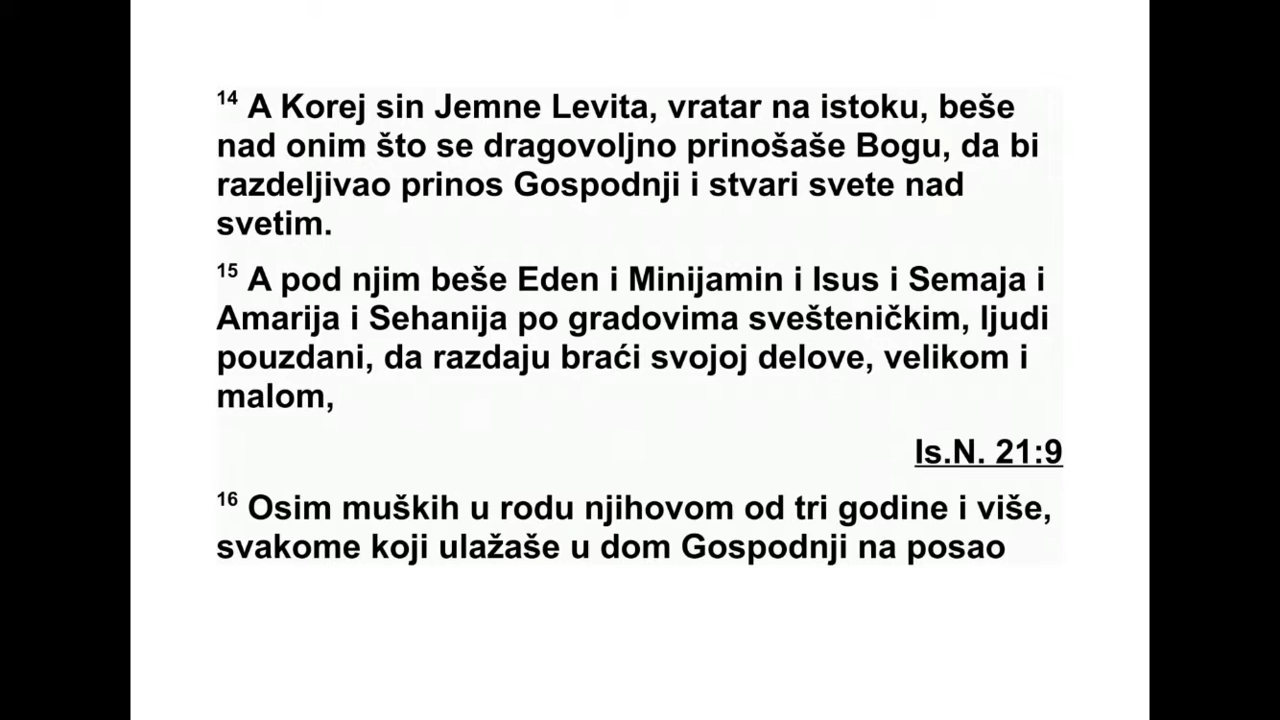 14 A Korej sin Jemne Levita, vratar na istoku, beše
nad onim što se dragovoljno prinošaše Bogu, da bi
razdeljivao prinos Gospodnji i stvari svete nad
svetim.
15 A pod njim beše Eden i Minijamin i Isus i Semaja i
Amarija i Sehanija po gradovima svešteničkim, ljudi
pouzdani, da razdaju braći svojoj delove, velikom i
malom,
Is.N. 21:9
16 Osim muških u rodu njihovom od tri godine i više,
svakome koji ulažaše u dom Gospodnji na posao